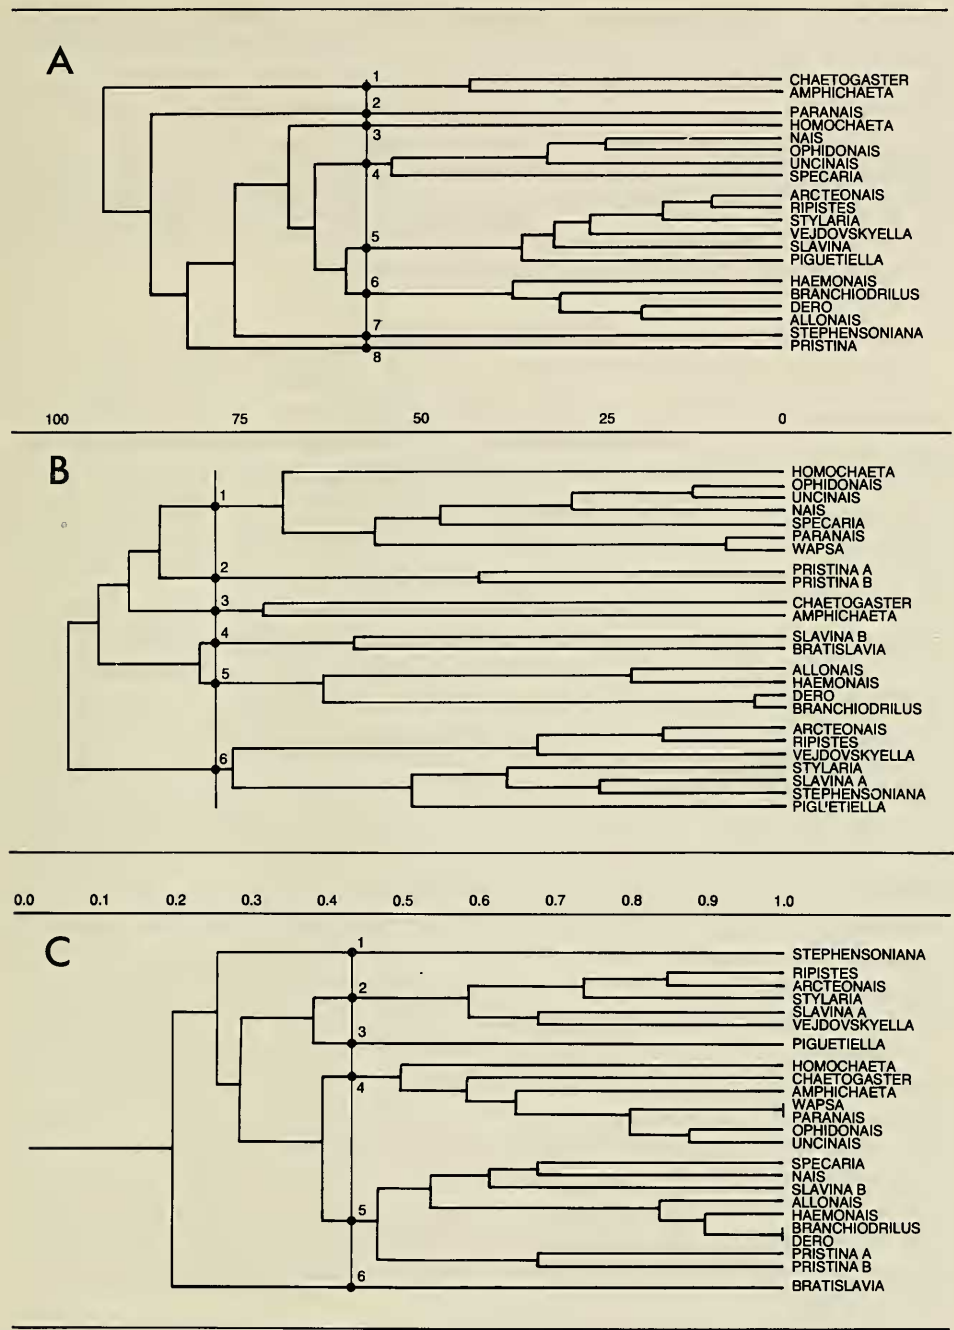 A
1
CHAETOGASTER
AMPHICHAETA
2
PARANAIS
HOMOCHAETA
3
NAIS
OPHIDONAIS
UNCINAIS
4
SPECARIA
ARCTEONAIS
RIPISTES
STYLARIA
VEJDOVSKYELLA
5
SLAVINA
PIGUETIELLA
6
HAEMONAIS
BRANCHIODRILUS
DERO
ALLONAIS
7
STEPHENSONIANA
PRISTINA
8
100 75 50 25 0
B
HOMOCHAETA
OPHIDONAIS
1
UNCINAIS
NAIS
SPECARIA
PARANAIS
WAPSA
2
PRISTINA A
PRISTINA B
3
CHAETOGASTER
AMPHICHAETA
4
SLAVINA B
BRATISLAVIA
5
ALLONAIS
HAEMONAIS
DERO
BRANCHIODRILUS
ARCTEONAIS
RIPISTES
VEJDOVSKYELLA
6
STYLARIA
SLAVINA A
STEPHENSONIANA
PIGL'ETIELLA
0.0 0.1 0.2 0.3 0.4 0.5 0.6 0.7 0.8 0.9 1.0
C
1
STEPHENSONIANA
RIPISTES
ARCTEONAIS
2
STYLARIA
SLAVINA A
VEJDOVSKYELLA
3
PIGUETIELLA
HOMOCHAETA
4
CHAETOGASTER
AMPHICHAETA
WAPSA
PARANAIS
OPHIDONAIS
UNCINAIS
SPECARIA
NAIS
SLAVINA B
ALLONAIS
5
HAEMONAIS
BRANCHIODRILUS
DERO
PRISTINA A
PRISTINA B
6
BRATISLAVIA